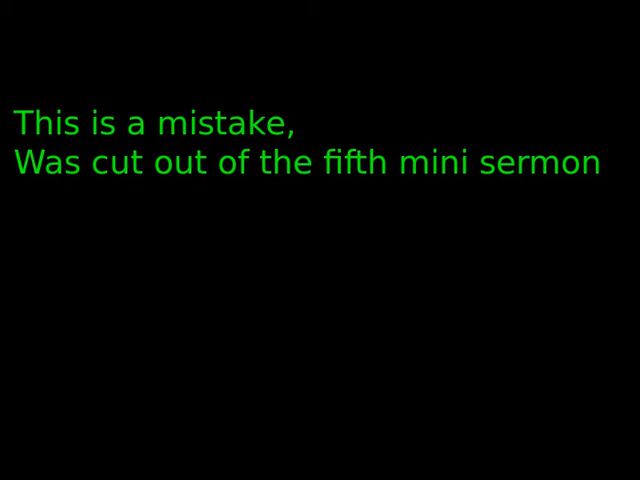 This is a mistake,
Was cut out of the fifth mini sermon